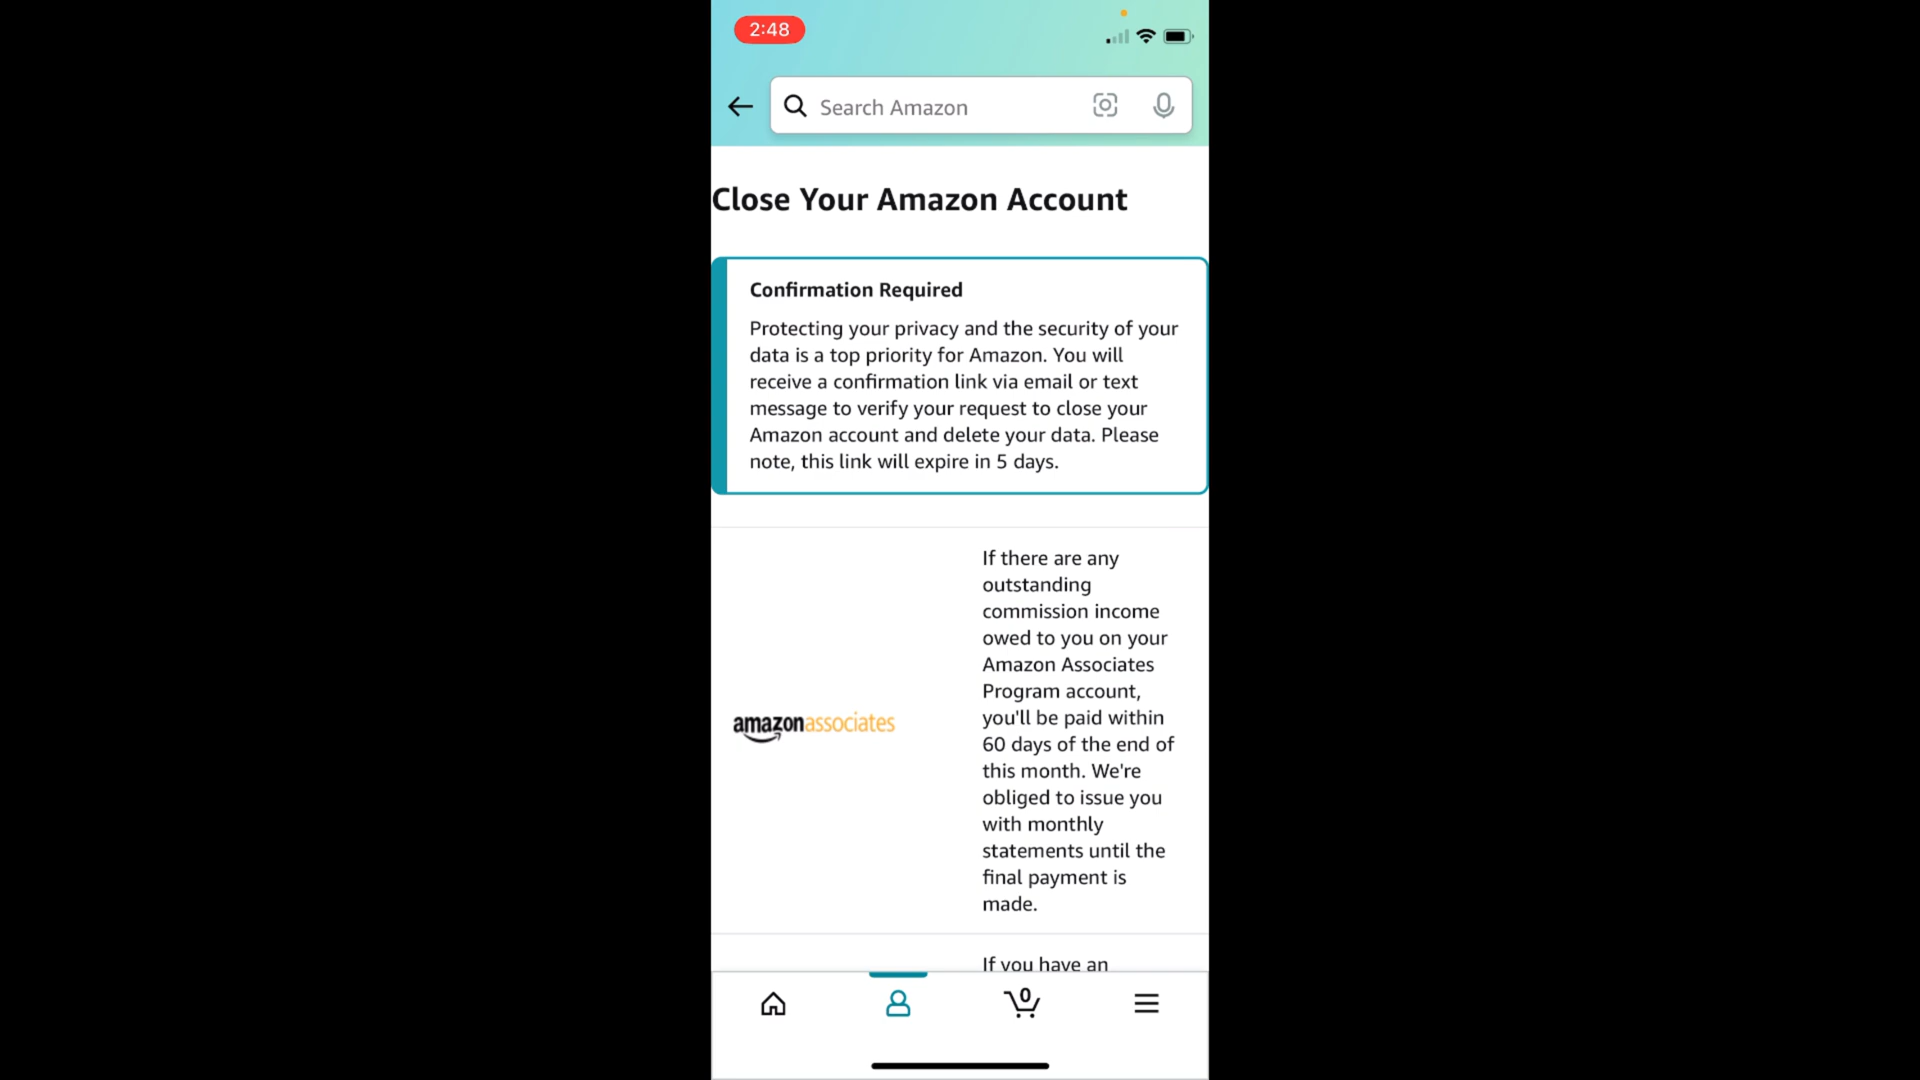 2:48
Search Amazon
Close Your Amazon Account
Confirmation Required
Protecting your privacy and the security of your
data is a top priority for Amazon. You will
receive a confirmation link via email or text
message to verify your request to close your
Amazon account and delete your data. Please
note, this link will expire in 5 days.
amazonassociates
If there are any
outstanding
commission income
owed to you on your
Amazon Associates
Program account,
you'll be paid within
60 days of the end of
this month. We're
obliged to issue you
with monthly
statements until the
final payment is
made.
If you have an
0